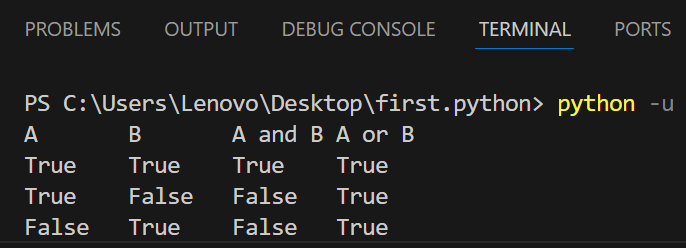 PROBLEMS OUTPUT DEBUG CONSOLE TERMINAL PORTS
PS C:\Users\Lenovo\Desktop\first.python> python -u
A B A and B A or B
True True True True
True False False True
False True False True